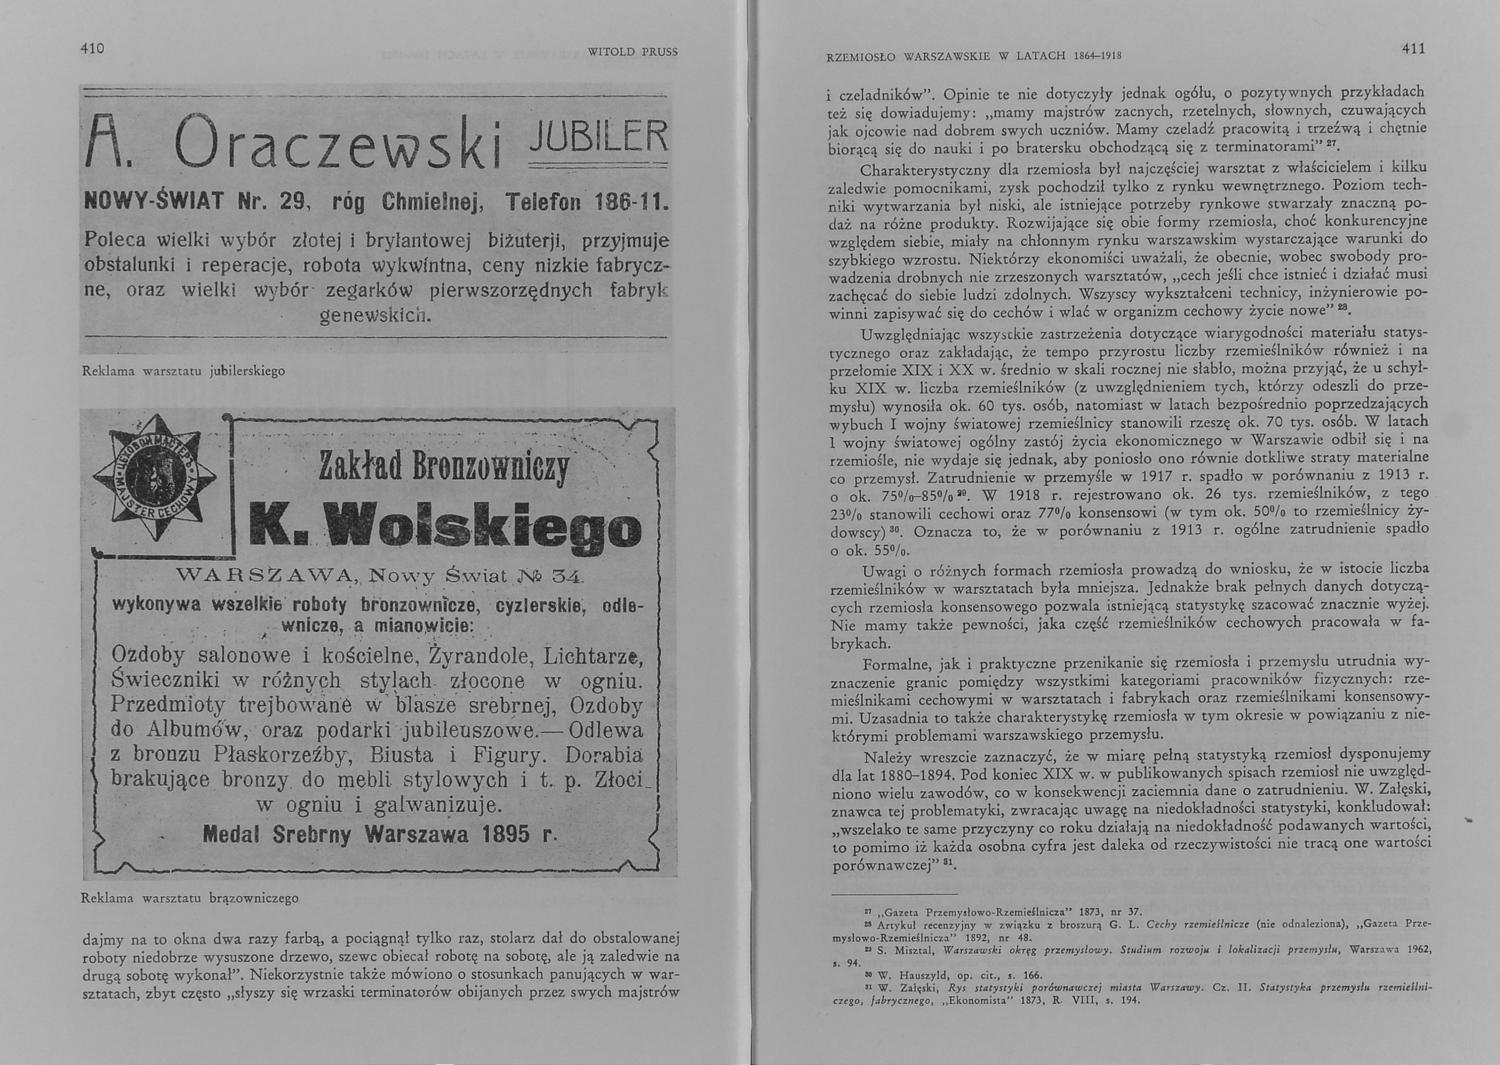 410
WITOLD PRUSS
A. Oraczewski JUBILER
NOWY-ŚWIAT Nr. 29, róg Chmielnej, Telefon 186-11.
Poleca wielki wybór złotej i brylantowej biżuterji, przyjmuje
obstalunki i reperacje, robota wykwintna, ceny nizkie fabrycz-
ne, oraz wielki wybór zegarków pierwszorzędnych fabryk
genewskich.
Reklama warsztatu jubilerskiego
MAJSTER CECHOWY
Zakład Bronzowniczy
K. Wolskiego
WARSZAWA, Nowy Świat № 34.
wykonywa wszelkie roboty bronzownicze, cyzlerskie, odle-
wnicze, a mianowicie:
Ozdoby salonowe i kościelne, Żyrandole, Lichtarze,
Świeczniki w różnych stylach złocone w ogniu.
Przedmioty trejbowane w blasze srebrnej, Ozdoby
do Albumów, oraz podarki jubileuszowe.— Odlewa
z bronzu Płaskorzeźby, Biusta i Figury. Dorabia
brakujące bronzy do mebli stylowych i t. p. Złoci
w ogniu i galwanizuje.
Medal Srebrny Warszawa 1895 r.
Reklama warsztatu brązowniczego
dajmy na to okna dwa razy farbą, a pociągnął tylko raz, stolarz dał do obstalowanej
roboty niedobrze wysuszone drzewo, szewc obiecał robotę na sobotę, ale ją zaledwie na
drugą sobotę wykonał”. Niekorzystnie także mówiono o stosunkach panujących w war-
sztatach, zbyt często „słyszy się wrzaski terminatorów obijanych przez swych majstrów
RZEMIOSŁO WARSZAWSKIE W LATACH 1864–1918
411
i czeladników”. Opinie te nie dotyczyły jednak ogółu, o pozytywnych przykładach
też się dowiadujemy: „mamy majstrów zacnych, rzetelnych, słownych, czuwających
jak ojcowie nad dobrem swych uczniów. Mamy czeladź pracowitą i trzeźwą i chętnie
biorącą się do nauki i po bratersku obchodzącą się z terminatorami” 27.
Charakterystyczny dla rzemiosła był najczęściej warsztat z właścicielem i kilku
zaledwie pomocnikami, zysk pochodził tylko z rynku wewnętrznego. Poziom tech-
niki wytwarzania był niski, ale istniejące potrzeby rynkowe stwarzały znaczną po-
daż na różne produkty. Rozwijające się obie formy rzemiosła, choć konkurencyjne
względem siebie, miały na chłonnym rynku warszawskim wystarczające warunki do
szybkiego wzrostu. Niektórzy ekonomiści uważali, że obecnie, wobec swobody pro-
wadzenia drobnych nie zrzeszonych warsztatów, „cech jeśli chce istnieć i działać musi
zachęcać do siebie ludzi zdolnych. Wszyscy wykształceni technicy, inżynierowie po-
winni zapisywać się do cechów i wlać w organizm cechowy życie nowe” 28.
Uwzględniając wszystkie zastrzeżenia dotyczące wiarygodności materiału statys-
tycznego oraz zakładając, że tempo przyrostu liczby rzemieślników również i na
przełomie XIX i XX w. średnio w skali rocznej nie słabło, można przyjąć, że u schył-
ku XIX w. liczba rzemieślników (z uwzględnieniem tych, którzy odeszli do prze-
mysłu) wynosiła ok. 60 tys. osób, natomiast w latach bezpośrednio poprzedzających
wybuch I wojny światowej rzemieślnicy stanowili rzeszę ok. 70 tys. osób. W latach
I wojny światowej ogólny zastój życia ekonomicznego w Warszawie odbił się i na
rzemiośle, nie wydaje się jednak, aby poniosło ono równie dotkliwe straty materialne
co przemysł. Zatrudnienie w przemyśle w 1917 r. spadło w porównaniu z 1913 r.
o ok. 75%–85% 29. W 1918 r. rejestrowano ok. 26 tys. rzemieślników, z tego
23% stanowili cechowi oraz 77% konsensowi (w tym ok. 50% to rzemieślnicy ży-
dowscy) 30. Oznacza to, że w porównaniu z 1913 r. ogólne zatrudnienie spadło
o ok. 55%.
Uwagi o różnych formach rzemiosła prowadzą do wniosku, że w istocie liczba
rzemieślników w warsztatach była mniejsza. Jednakże brak pełnych danych dotyczą-
cych rzemiosła konsensowego pozwala istniejącą statystykę szacować znacznie wyżej.
Nie mamy także pewności, jaka część rzemieślników cechowych pracowała w fa-
brykach.
Formalne, jak i praktyczne przenikanie się rzemiosła i przemysłu utrudnia wy-
znaczenie granic pomiędzy wszystkimi kategoriami pracowników fizycznych: rze-
mieślnikami cechowymi w warsztatach i fabrykach oraz rzemieślnikami konsensowy-
mi. Uzasadnia to także charakterystykę rzemiosła w tym okresie w powiązaniu z nie-
którymi problemami warszawskiego przemysłu.
Należy wreszcie zaznaczyć, że w miarę pełną statystyką rzemiosł dysponujemy
dla lat 1880–1894. Pod koniec XIX w. w publikowanych spisach rzemiosł nie uwzględ-
niono wielu zawodów, co w konsekwencji zaciemnia dane o zatrudnieniu. W. Załęski,
znawca tej problematyki, zwracając uwagę na niedokładności statystyki, konkludował:
„wszelako te same przyczyny co roku działają na niedokładność podawanych wartości,
to pomimo iż każda osobna cyfra jest daleka od rzeczywistości nie tracą one wartości
porównawczej” 31.
27 „Gazeta Przemysłowo-Rzemieślnicza” 1873, nr 37.
28 Artykuł recenzyjny w związku z broszurą G. L. Cechy rzemieślnicze (nie odnaleziona), „Gazeta Prze-
mysłowo-Rzemieślnicza” 1892, nr 48.
29 S. Misztal, Warszawski okręg przemysłowy. Studium rozwoju i lokalizacji przemysłu, Warszawa 1962,
s. 94.
30 W. Hauszyld, op. cit., s. 166.
31 W. Załęski, Rys statystyki porównawczej miasta Warszawy. Cz. II. Statystyka przemysłu rzemieślni-
czego, fabrycznego, „Ekonomista” 1873, R. VIII, s. 194.